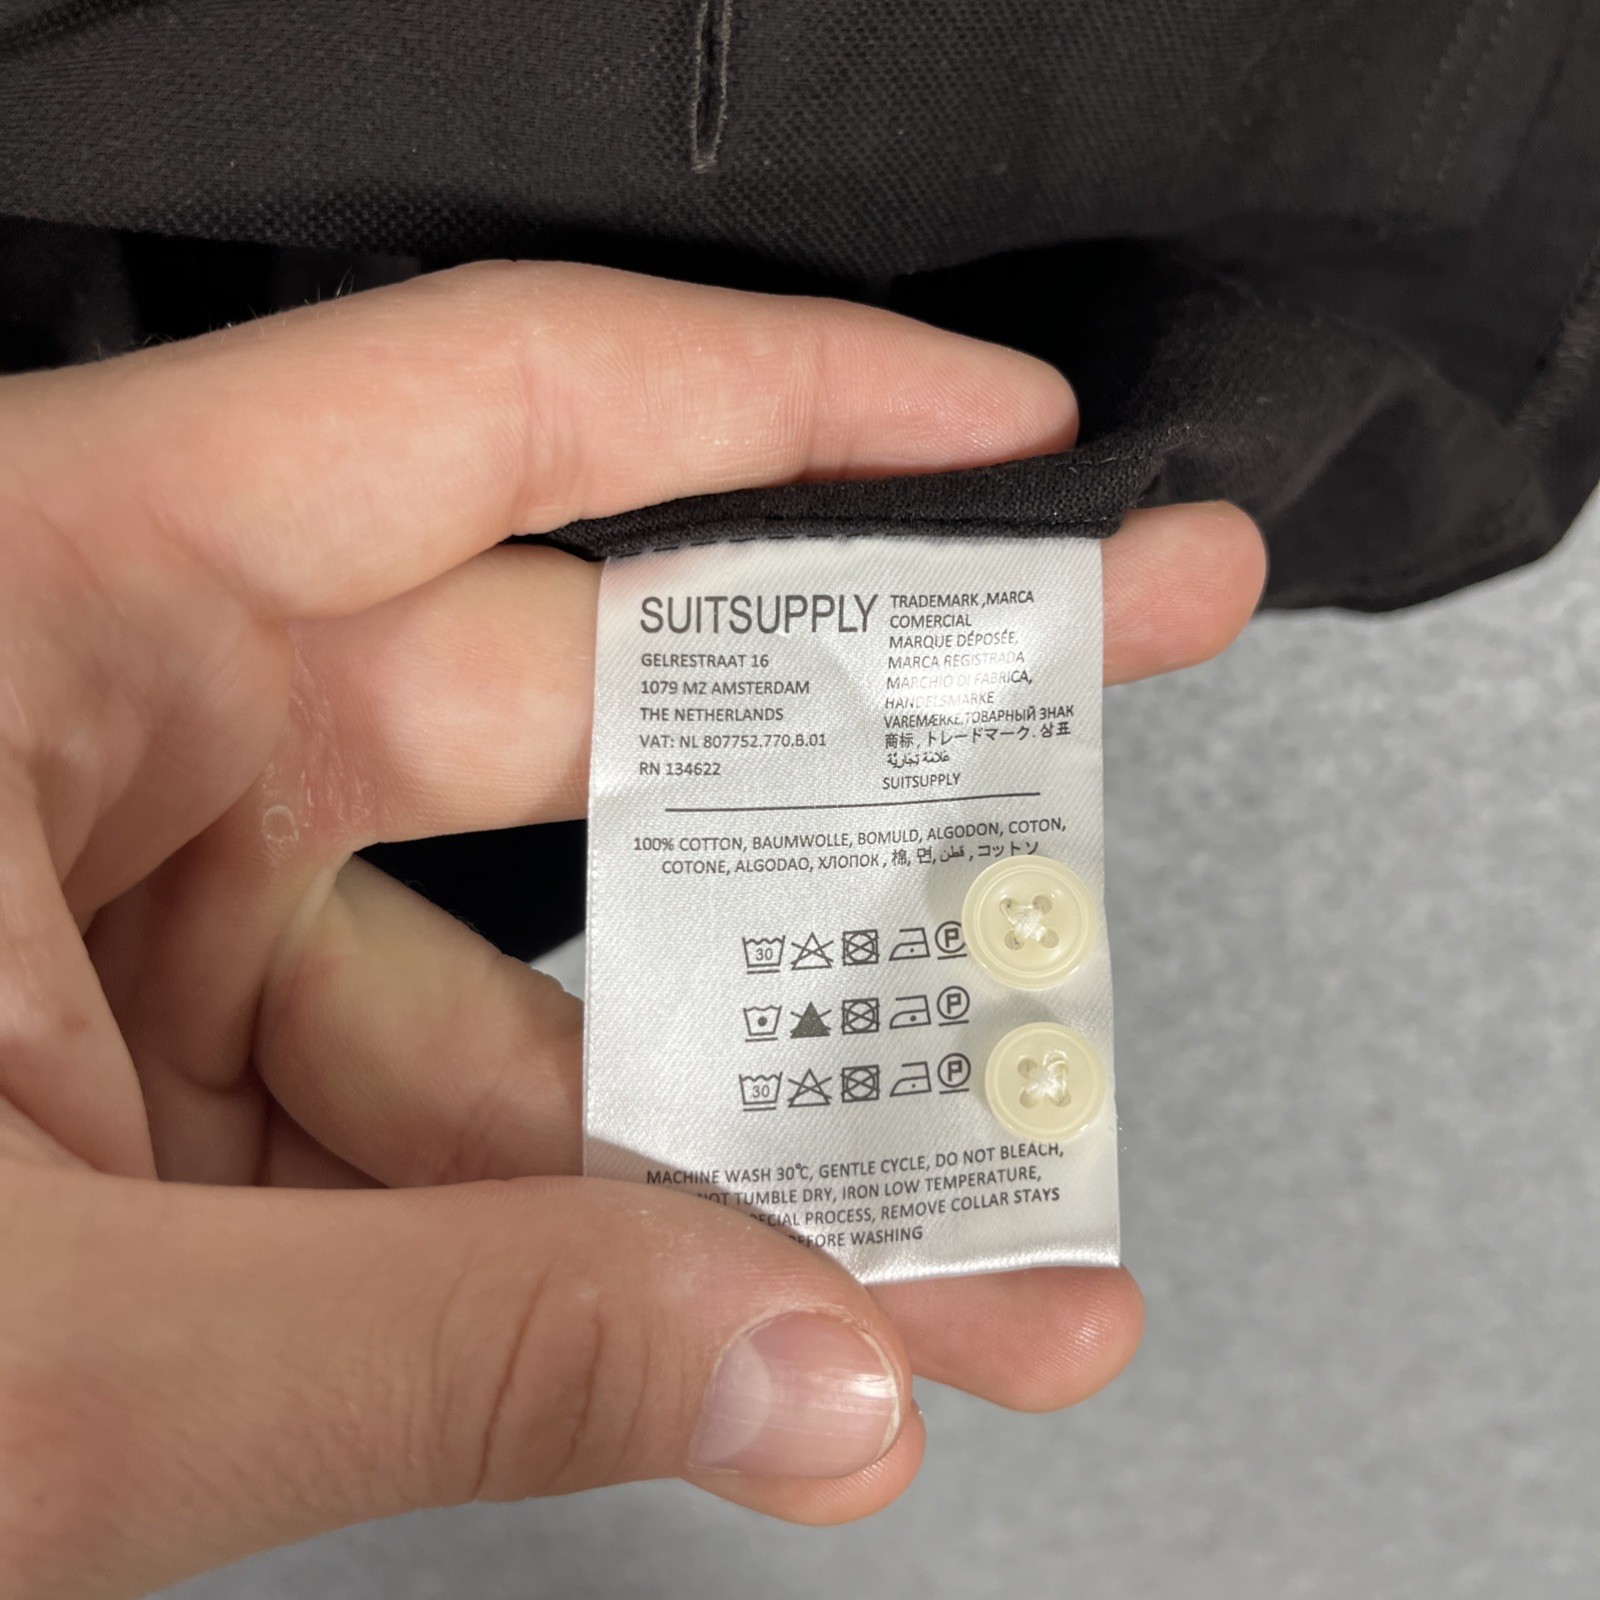 SUITSUPPLY
GELRESTRAAT 16
1079 MZ AMSTERDAM
THE NETHERLANDS
VAT: NL 807752.770.B.01
RN 134622
TRADEMARK ,MARCA
COMERCIAL
MARQUE DÉPOSÉE,
MARCA REGISTRADA
MARCHIO DI FABRICA,
HANDELSMARKE
VAREMÆRKE,ТОВАРНЫЙ ЗНАК
商标 , トレードマーク. 상표
علامة تجارية
SUITSUPPLY
100% COTTON, BAUMWOLLE, BOMULD, ALGODON, COTON,
COTONE, ALGODAO, ХЛОПОК , 棉, 면, قطن , コットソ
30 P
P
30 P
MACHINE WASH 30℃, GENTLE CYCLE, DO NOT BLEACH,
TUMBLE DRY, IRON LOW TEMPERATURE,
PROCESS, REMOVE COLLAR STAYS
WASHING